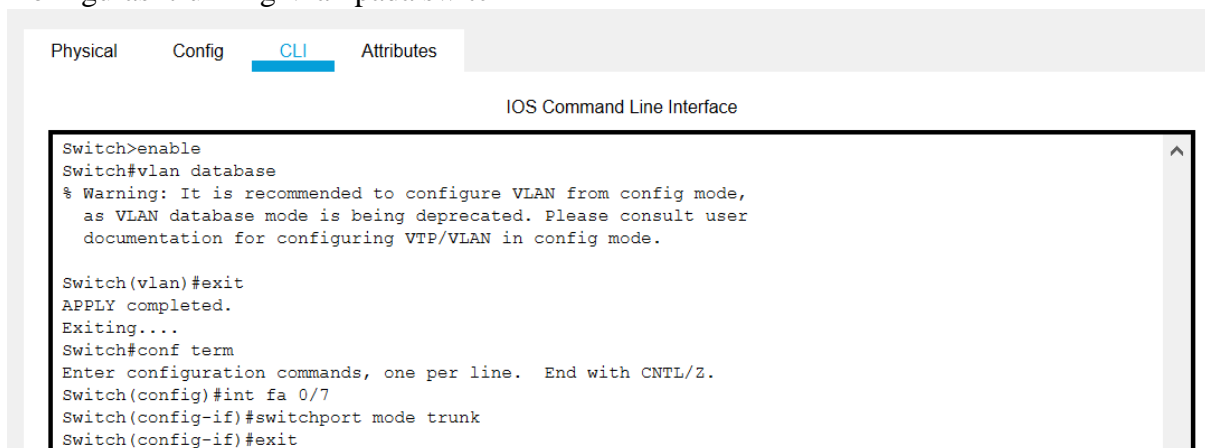 Physical Config CLI Attributes
IOS Command Line Interface
Switch>enable
Switch#vlan database
% Warning: It is recommended to configure VLAN from config mode,
as VLAN database mode is being deprecated. Please consult user
documentation for configuring VTP/VLAN in config mode.
Switch(vlan)#exit
APPLY completed.
Exiting....
Switch#conf term
Enter configuration commands, one per line. End with CNTL/Z.
Switch(config)#int fa 0/7
Switch(config-if)#switchport mode trunk
Switch(config-if)#exit